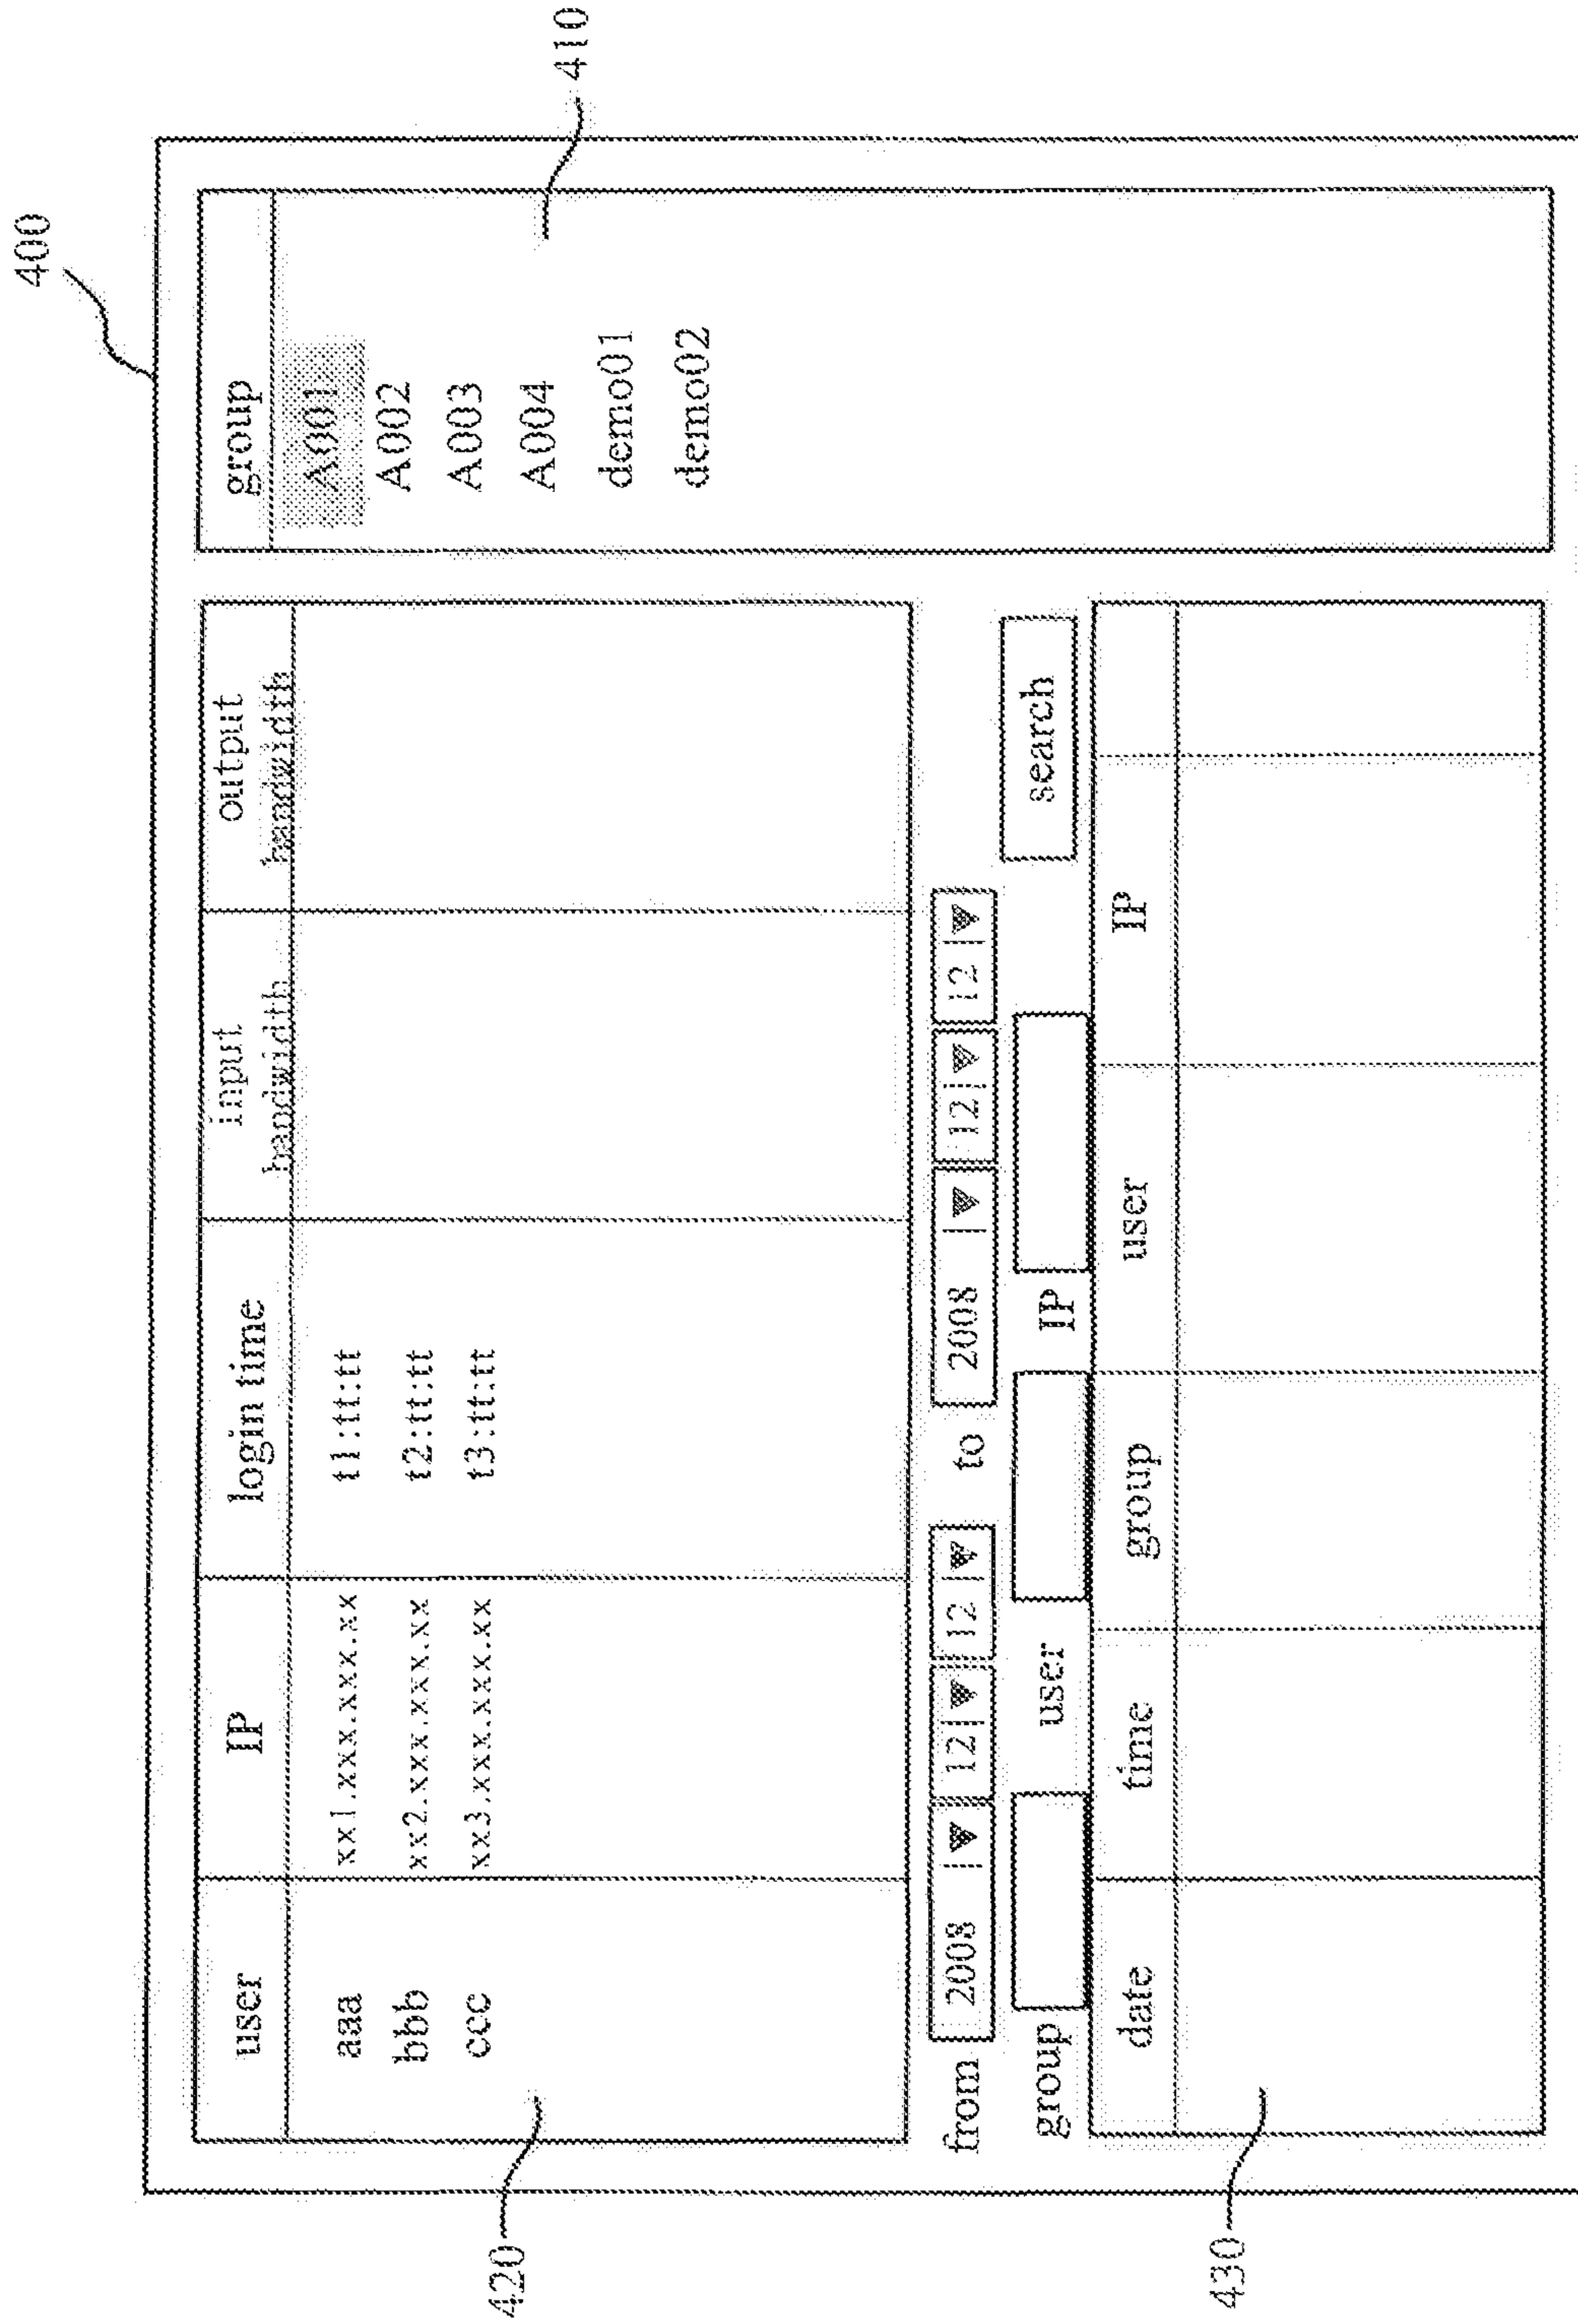 400
410
group
A001
A002
A003
A004
demo01
demo02
user IP login time input bandwidth output bandwidth
aaa xx1.xxx.xxx.xx t1:tt:tt
bbb xx2.xxx.xxx.xx t2:tt:tt
ccc xx3.xxx.xxx.xx t3:tt:tt
420
from 2008 12 12 to 2008 12 12
group user IP search
date time group user IP
430